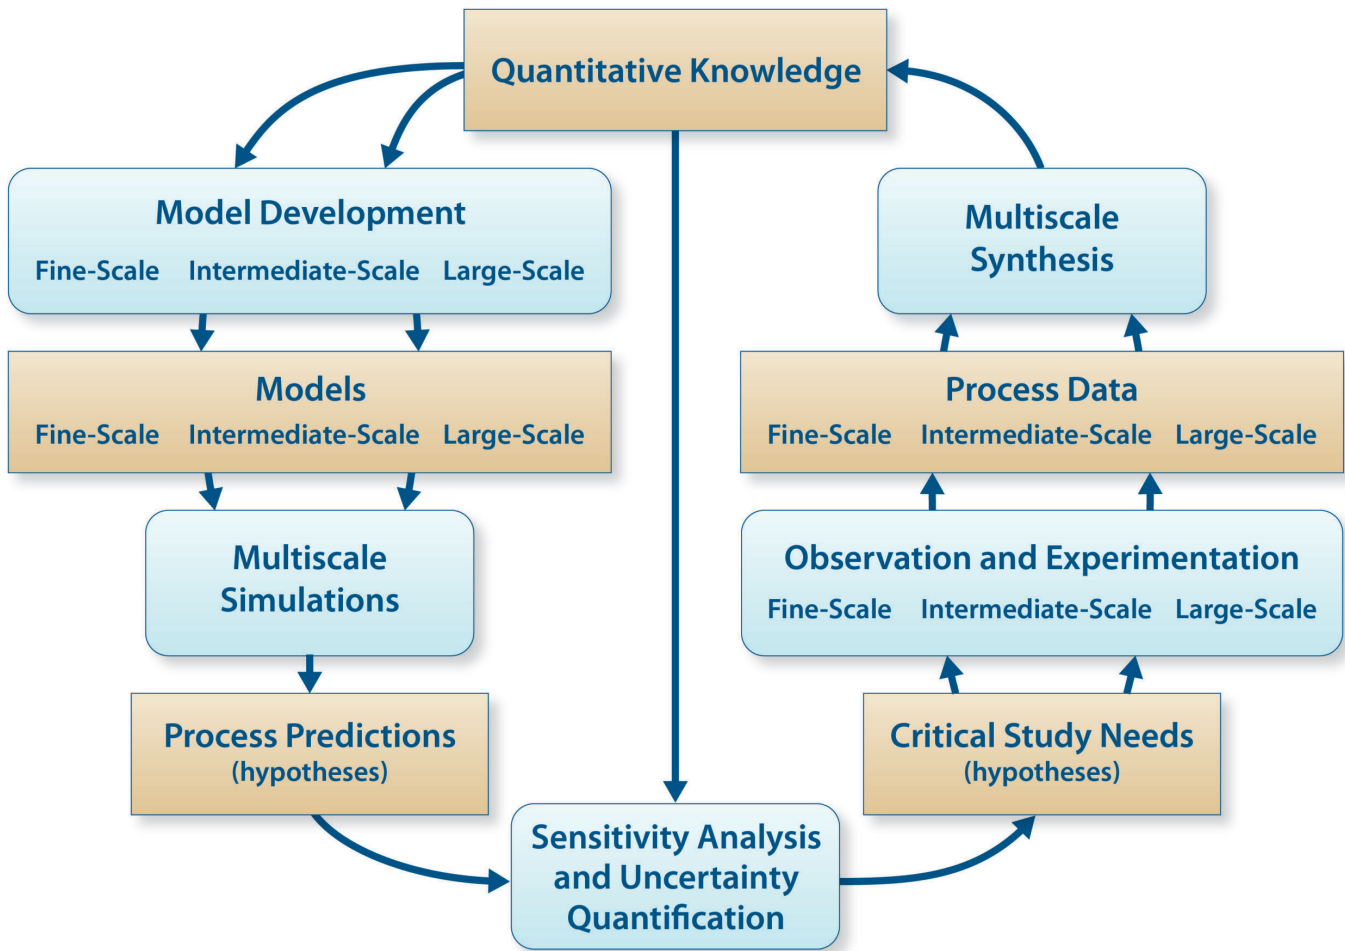 Quantitative Knowledge
Model Development
Fine-Scale Intermediate-Scale Large-Scale
Models
Fine-Scale Intermediate-Scale Large-Scale
Multiscale
Simulations
Process Predictions
(hypotheses)
Sensitivity Analysis
and Uncertainty
Quantification
Critical Study Needs
(hypotheses)
Observation and Experimentation
Fine-Scale Intermediate-Scale Large-Scale
Process Data
Fine-Scale Intermediate-Scale Large-Scale
Multiscale
Synthesis